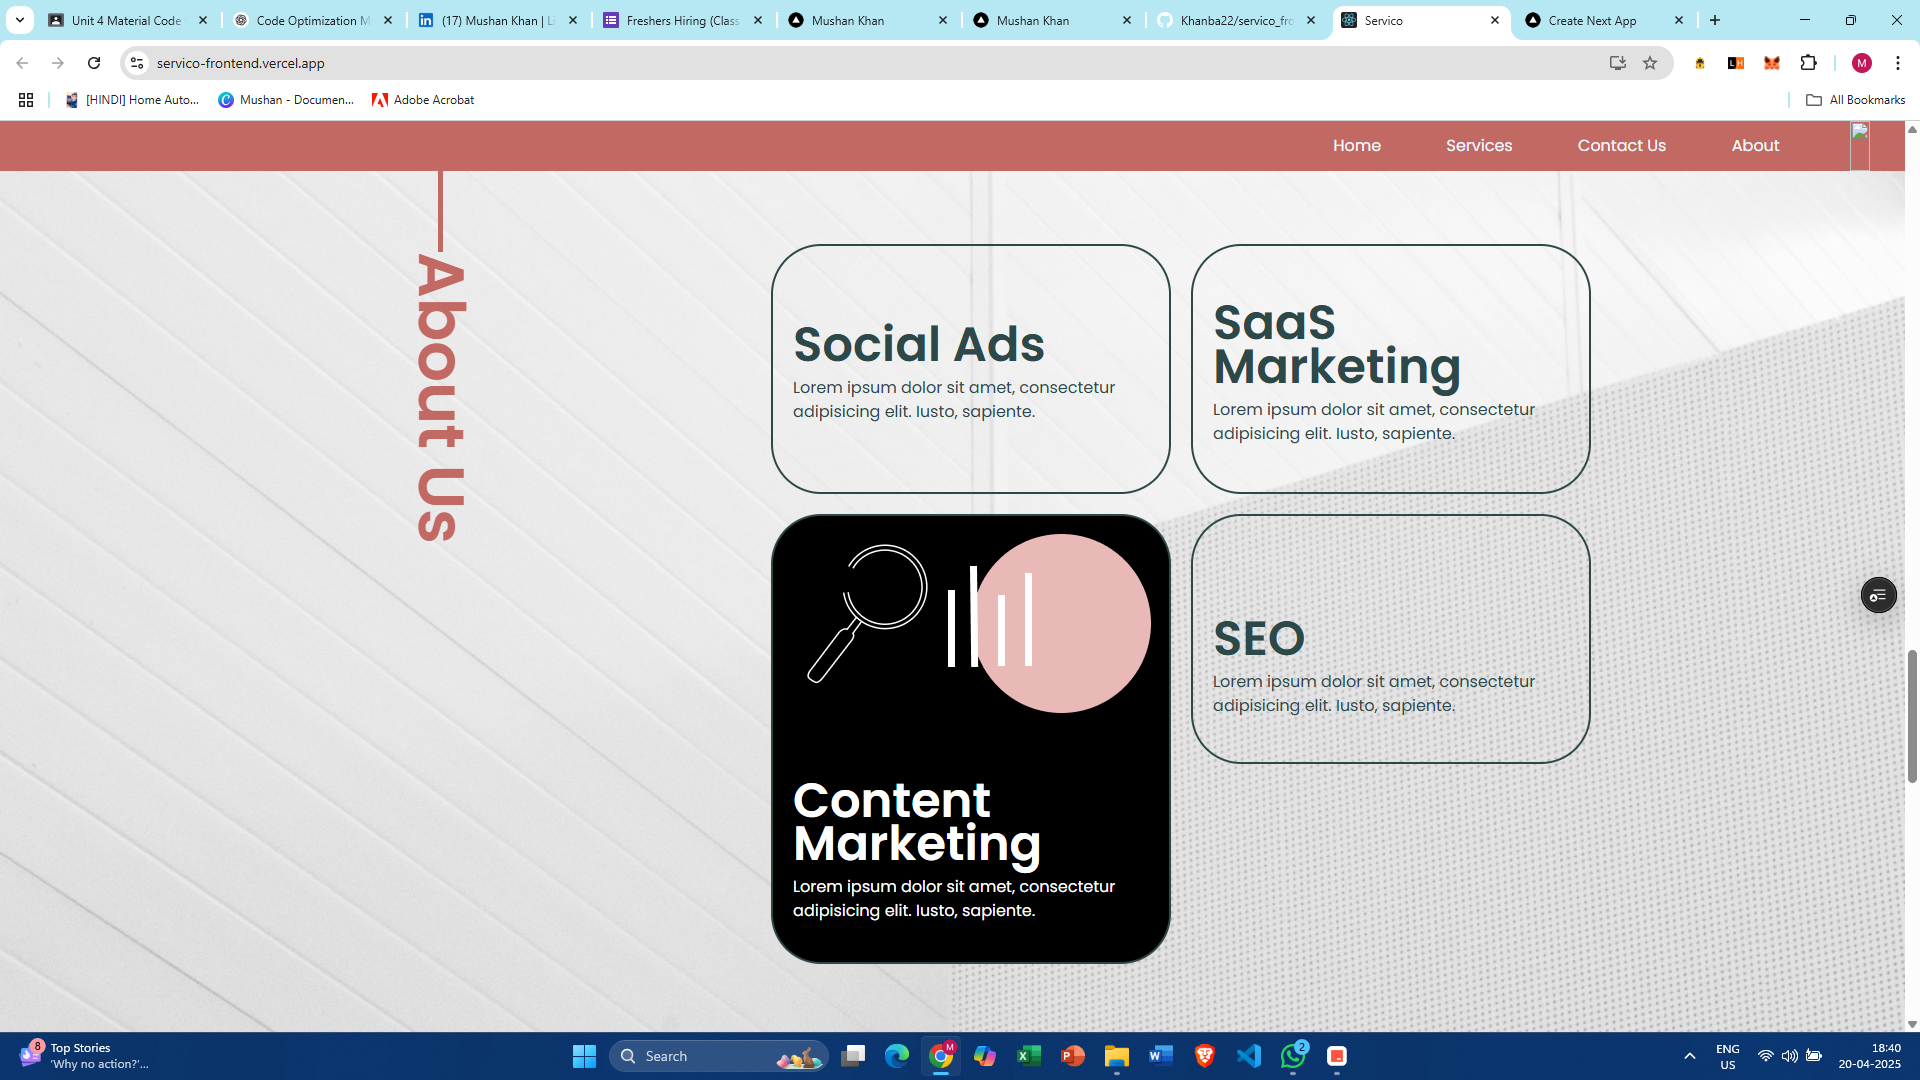 Unit 4 Material Code
Code Optimization M
(17) Mushan Khan | Li
Freshers Hiring (Class
Mushan Khan
Mushan Khan
Khanba22/servico_fro
Servico
Create Next App
servico-frontend.vercel.app
M
[HINDI] Home Auto...
Mushan - Documen...
Adobe Acrobat
All Bookmarks
Home
Services
Contact Us
About
About Us
Social Ads
Lorem ipsum dolor sit amet, consectetur
adipisicing elit. Iusto, sapiente.
SaaS
Marketing
Lorem ipsum dolor sit amet, consectetur
adipisicing elit. Iusto, sapiente.
Content
Marketing
Lorem ipsum dolor sit amet, consectetur
adipisicing elit. Iusto, sapiente.
SEO
Lorem ipsum dolor sit amet, consectetur
adipisicing elit. Iusto, sapiente.
8
Top Stories
'Why no action?'...
Search
M
2
ENG
US
18:40
20-04-2025